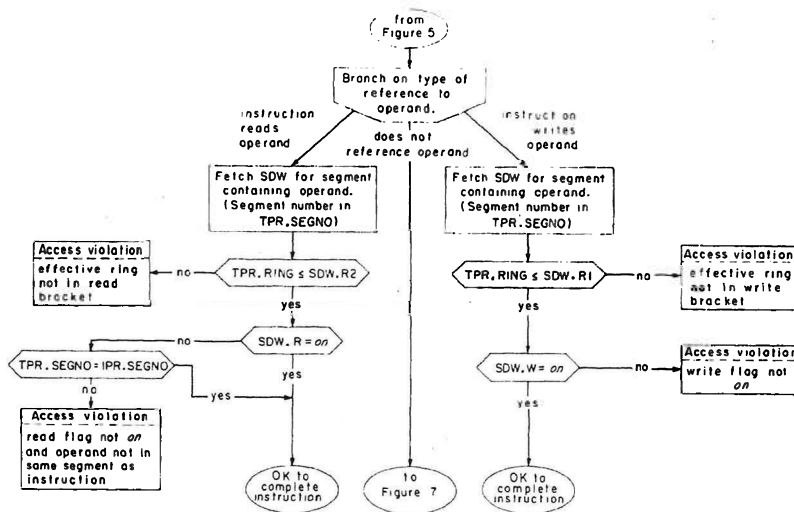 from
Figure 5
Branch on type of
reference to
operand.
instruction
reads
operand
does not
reference operand
instruction
writes
operand
Fetch SDW for segment
containing operand.
(Segment number in
TPR.SEGNO)
Fetch SDW for segment
containing operand.
(Segment number in
TPR.SEGNO)
Access violation
effective ring
not in read
bracket
no
TPR.RING ≤ SDW.R2
TPR.RING ≤ SDW.R1
no
Access violation
effective ring
not in write
bracket
yes
yes
no
SDW.R = on
TPR.SEGNO = IPR.SEGNO
yes
SDW.W = on
no
Access violation
write flag not
on
no
yes
yes
Access violation
read flag not on
and operand not in
same segment as
instruction
OK to
complete
instruction
to
Figure 7
OK to
complete
instruction